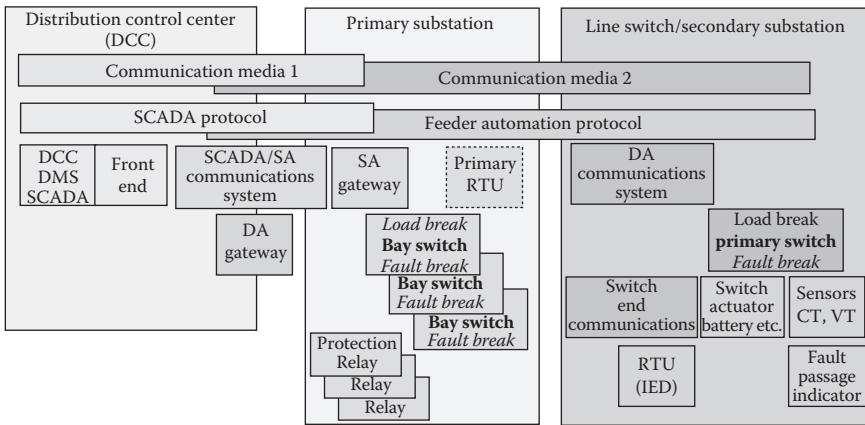 Distribution control center
(DCC)
Primary substation
Line switch/secondary substation
Communication media 1
Communication media 2
SCADA protocol
Feeder automation protocol
DCC
DMS
SCADA
Front
end
SCADA/SA
communications
system
SA
gateway
Primary
RTU
DA
communications
system
DA
gateway
Load break
Bay switch
Fault break
Bay switch
Fault break
Bay switch
Fault break
Load break
primary switch
Fault break
Switch
end
communications
Switch
actuator
battery etc.
Sensors
CT, VT
Protection
Relay
Relay
Relay
RTU
(IED)
Fault
passage
indicator